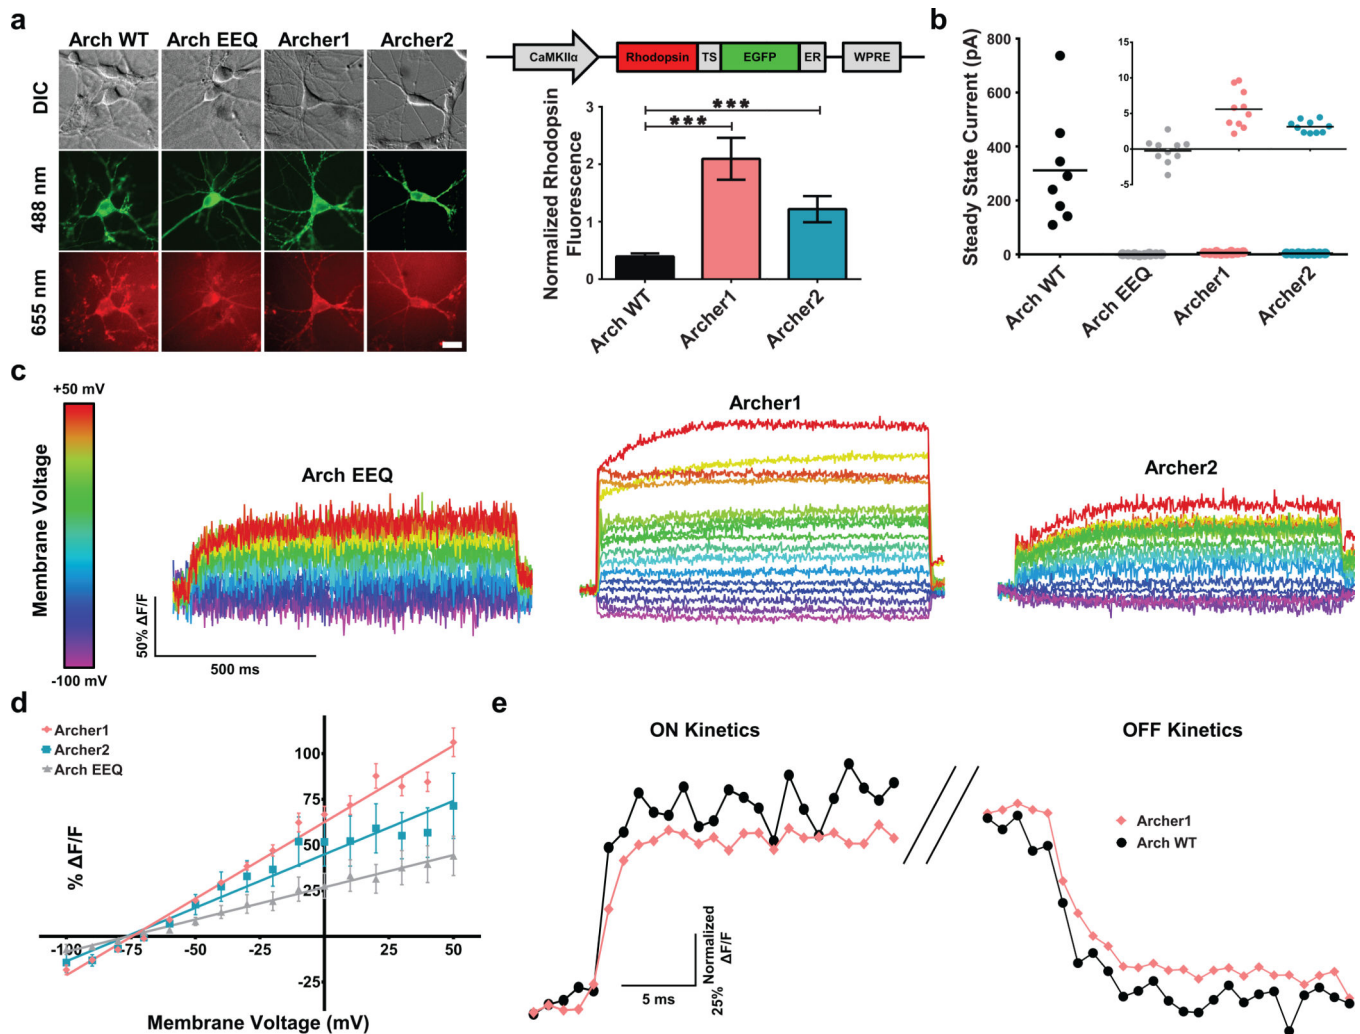 a
Arch WT Arch EEQ Archer1 Archer2
DIC
488 nm
655 nm
CaMKIIα Rhodopsin TS EGFP ER WPRE
Normalized Rhodopsin
Fluorescence
3
2
1
0
***
***
Arch WT
Archer1
Archer2
b
Steady State Current (pA)
800
600
400
200
0
15
10
5
0
-5
Arch WT
Arch EEQ
Archer1
Archer2
c
+50 mV
Membrane Voltage
-100 mV
Arch EEQ
50% ΔF/F
500 ms
Archer1
Archer2
d
Archer1
Archer2
Arch EEQ
% ΔF/F
100
75
50
25
-25
-100 -75 -50 -25 25 50
Membrane Voltage (mV)
e
ON Kinetics
OFF Kinetics
Archer1
Arch WT
25% Normalized
ΔF/F
5 ms